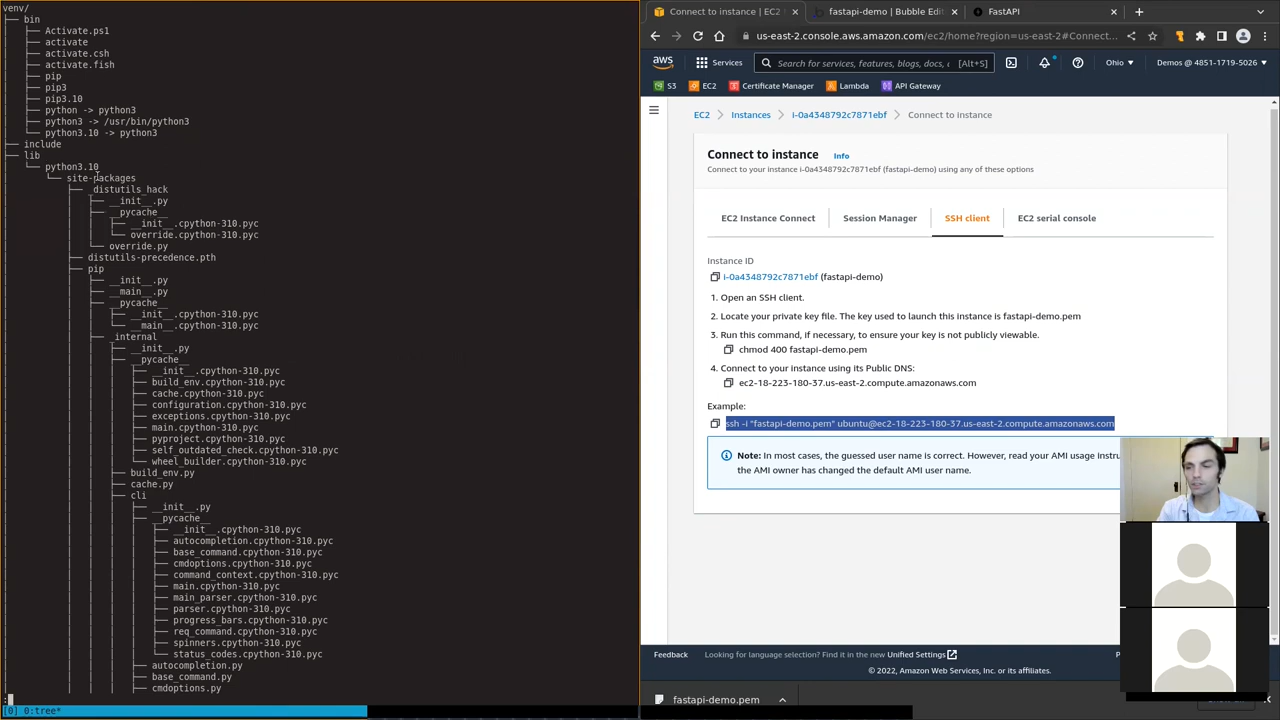 venv/
├── bin
│   ├── Activate.ps1
│   ├── activate
│   ├── activate.csh
│   ├── activate.fish
│   ├── pip
│   ├── pip3
│   ├── pip3.10
│   ├── python -> python3
│   ├── python3 -> /usr/bin/python3
│   └── python3.10 -> python3
├── include
├── lib
│   └── python3.10
│       └── site-packages
│           ├── _distutils_hack
│           │   ├── __init__.py
│           │   ├── __pycache__
│           │   │   ├── __init__.cpython-310.pyc
│           │   │   └── override.cpython-310.pyc
│           │   └── override.py
│           ├── distutils-precedence.pth
│           ├── pip
│           │   ├── __init__.py
│           │   ├── __main__.py
│           │   ├── __pycache__
│           │   │   ├── __init__.cpython-310.pyc
│           │   │   └── __main__.cpython-310.pyc
│           │   ├── _internal
│           │   │   ├── __init__.py
│           │   │   ├── __pycache__
│           │   │   │   ├── __init__.cpython-310.pyc
│           │   │   │   ├── build_env.cpython-310.pyc
│           │   │   │   ├── cache.cpython-310.pyc
│           │   │   │   ├── configuration.cpython-310.pyc
│           │   │   │   ├── exceptions.cpython-310.pyc
│           │   │   │   ├── main.cpython-310.pyc
│           │   │   │   ├── pyproject.cpython-310.pyc
│           │   │   │   ├── self_outdated_check.cpython-310.pyc
│           │   │   │   └── wheel_builder.cpython-310.pyc
│           │   │   ├── build_env.py
│           │   │   ├── cache.py
│           │   │   ├── cli
│           │   │   │   ├── __init__.py
│           │   │   │   ├── __pycache__
│           │   │   │   │   ├── __init__.cpython-310.pyc
│           │   │   │   │   ├── autocompletion.cpython-310.pyc
│           │   │   │   │   ├── base_command.cpython-310.pyc
│           │   │   │   │   ├── cmdoptions.cpython-310.pyc
│           │   │   │   │   ├── command_context.cpython-310.pyc
│           │   │   │   │   ├── main.cpython-310.pyc
│           │   │   │   │   ├── main_parser.cpython-310.pyc
│           │   │   │   │   ├── parser.cpython-310.pyc
│           │   │   │   │   ├── progress_bars.cpython-310.pyc
│           │   │   │   │   ├── req_command.cpython-310.pyc
│           │   │   │   │   ├── spinners.cpython-310.pyc
│           │   │   │   │   └── status_codes.cpython-310.pyc
│           │   │   │   ├── autocompletion.py
│           │   │   │   ├── base_command.py
│           │   │   │   ├── cmdoptions.py
:
[0] 0:tree*
Connect to instance | i- fastapi-demo | Bubble Edi FastAPI
us-east-2.console.aws.amazon.com/ec2/home?region=us-east-2#Connect...
aws Services Search for services, features, blogs, docs, [Alt+S] Ohio Demos @ 4851-1719-5026
S3 EC2 Certificate Manager Lambda API Gateway
EC2 Instances i-0a4348792c7871ebf Connect to instance
Connect to instance Info
Connect to your instance i-0a4348792c7871ebf (fastapi-demo) using any of these options
EC2 Instance Connect Session Manager SSH client EC2 serial console
Instance ID
i-0a4348792c7871ebf (fastapi-demo)
1. Open an SSH client.
2. Locate your private key file. The key used to launch this instance is fastapi-demo.pem
3. Run this command, if necessary, to ensure your key is not publicly viewable.
chmod 400 fastapi-demo.pem
4. Connect to your instance using its Public DNS:
ec2-18-223-180-37.us-east-2.compute.amazonaws.com
Example:
ssh -i "fastapi-demo.pem" ubuntu@ec2-18-223-180-37.us-east-2.compute.amazonaws.com
Note: In most cases, the guessed user name is correct. However, read your AMI usage instru
the AMI owner has changed the default AMI user name.
Feedback Looking for language selection? Find it in the new Unified Settings
© 2022, Amazon Web Services, Inc. or its affiliates.
fastapi-demo.pem